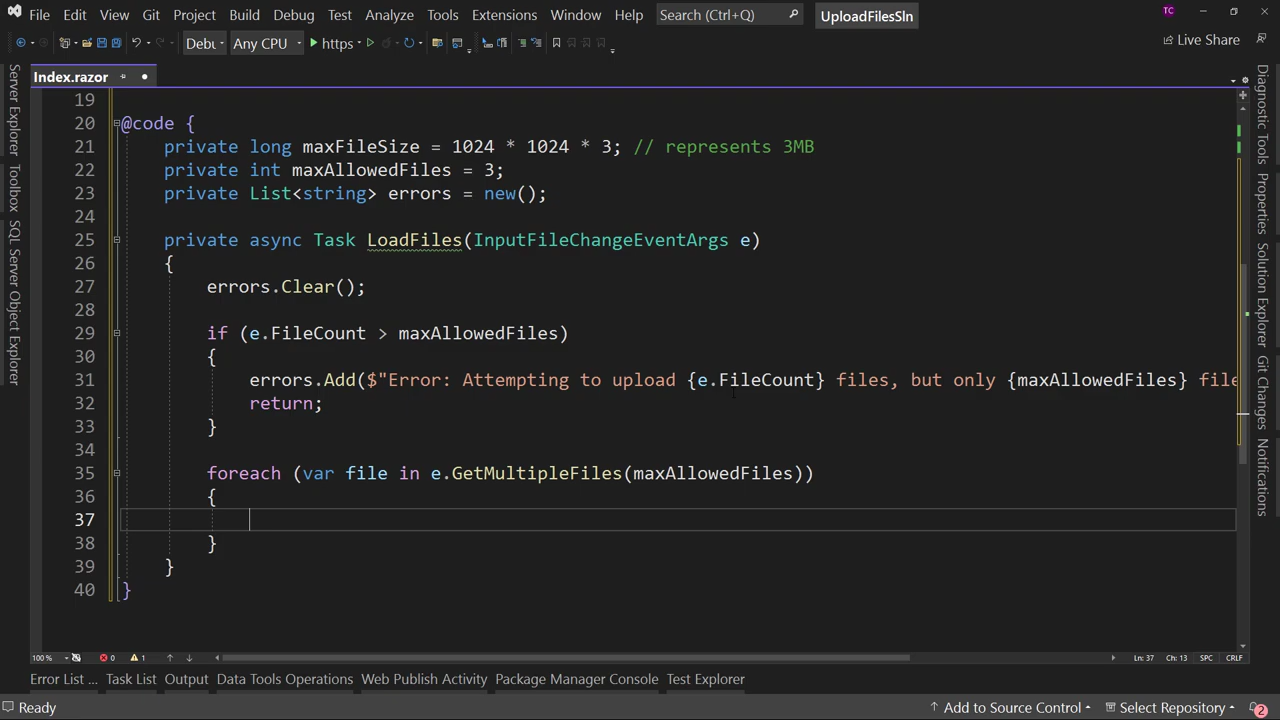 File Edit View Git Project Build Debug Test Analyze Tools Extensions Window Help Search (Ctrl+Q) UploadFilesSln TC
Debu Any CPU https Live Share
Index.razor
Server Explorer
Toolbox
SQL Server Object Explorer
19
20 @code {
21 private long maxFileSize = 1024 * 1024 * 3; // represents 3MB
22 private int maxAllowedFiles = 3;
23 private List<string> errors = new();
24
25 private async Task LoadFiles(InputFileChangeEventArgs e)
26 {
27 errors.Clear();
28
29 if (e.FileCount > maxAllowedFiles)
30 {
31 errors.Add($"Error: Attempting to upload {e.FileCount} files, but only {maxAllowedFiles} file
32 return;
33 }
34
35 foreach (var file in e.GetMultipleFiles(maxAllowedFiles))
36 {
37
38 }
39 }
40 }
Diagnostic Tools
Properties
Solution Explorer
Git Changes
Notifications
100 % 0 1 Ln: 37 Ch: 13 SPC CRLF
Error List ... Task List Output Data Tools Operations Web Publish Activity Package Manager Console Test Explorer
Ready Add to Source Control Select Repository 2